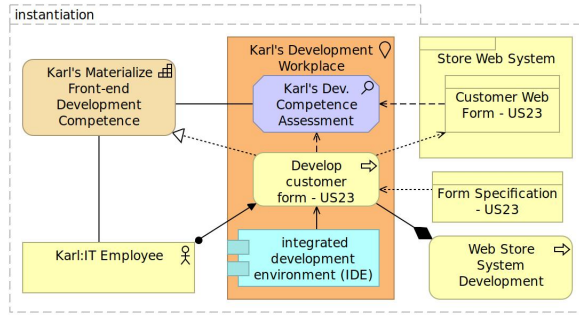 instantiation
Karl's Materialize
Front-end
Development
Competence
Karl's Development
Workplace
Karl's Dev.
Competence
Assessment
Store Web System
Customer Web
Form - US23
Develop
customer
form - US23
Form Specification
- US23
Karl:IT Employee
integrated
development
environment (IDE)
Web Store
System
Development